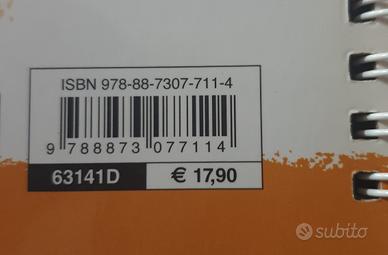 ISBN 978-88-7307-711-4
9 788873 077114
63141D € 17,90
subito